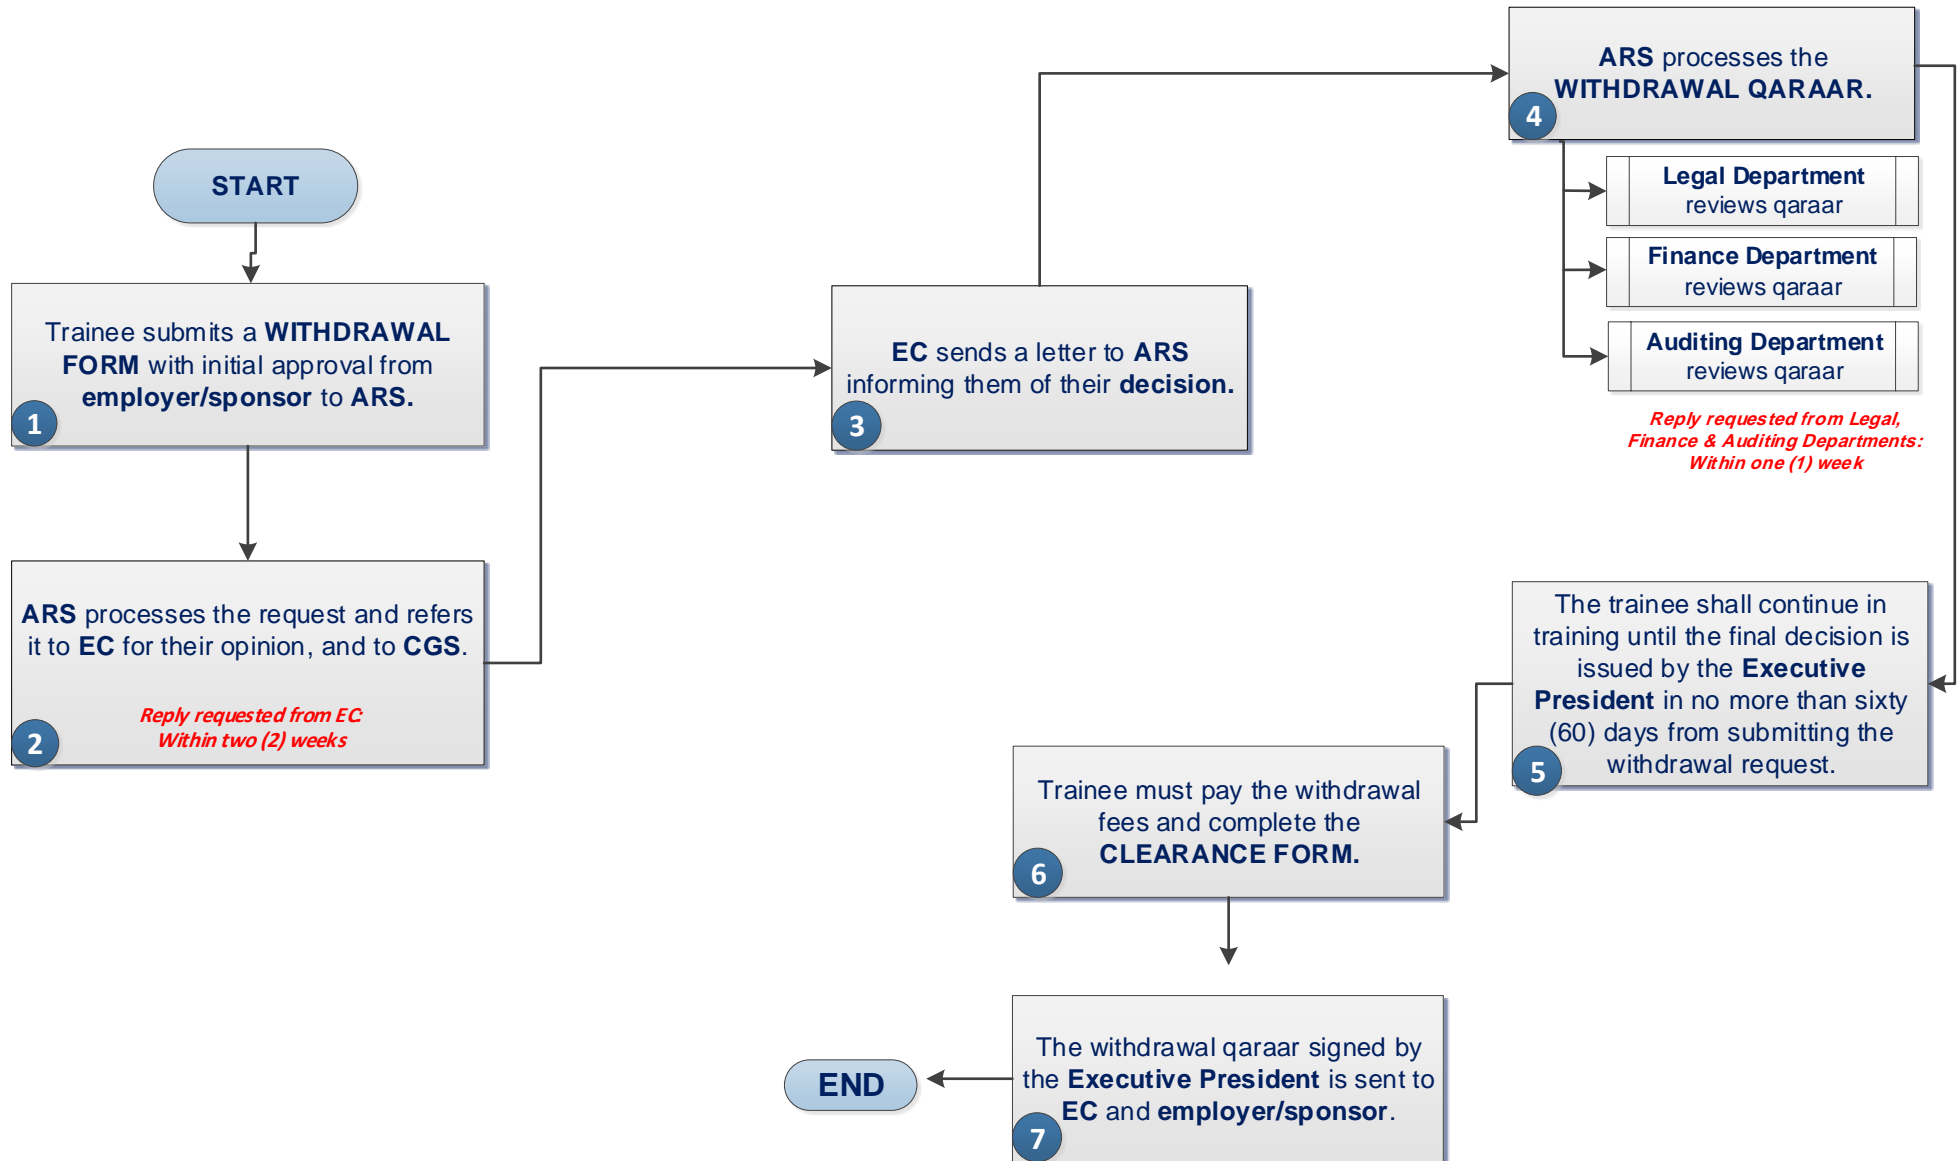 START
Trainee submits a WITHDRAWAL
FORM with initial approval from
employer/sponsor to ARS.
1
ARS processes the request and refers
it to EC for their opinion, and to CGS.
Reply requested from EC:
Within two (2) weeks
2
EC sends a letter to ARS
informing them of their decision.
3
ARS processes the
WITHDRAWAL QARAAR.
4
Legal Department
reviews qaraar
Finance Department
reviews qaraar
Auditing Department
reviews qaraar
Reply requested from Legal,
Finance & Auditing Departments:
Within one (1) week
The trainee shall continue in
training until the final decision is
issued by the Executive
President in no more than sixty
(60) days from submitting the
withdrawal request.
5
Trainee must pay the withdrawal
fees and complete the
CLEARANCE FORM.
6
The withdrawal qaraar signed by
the Executive President is sent to
EC and employer/sponsor.
7
END